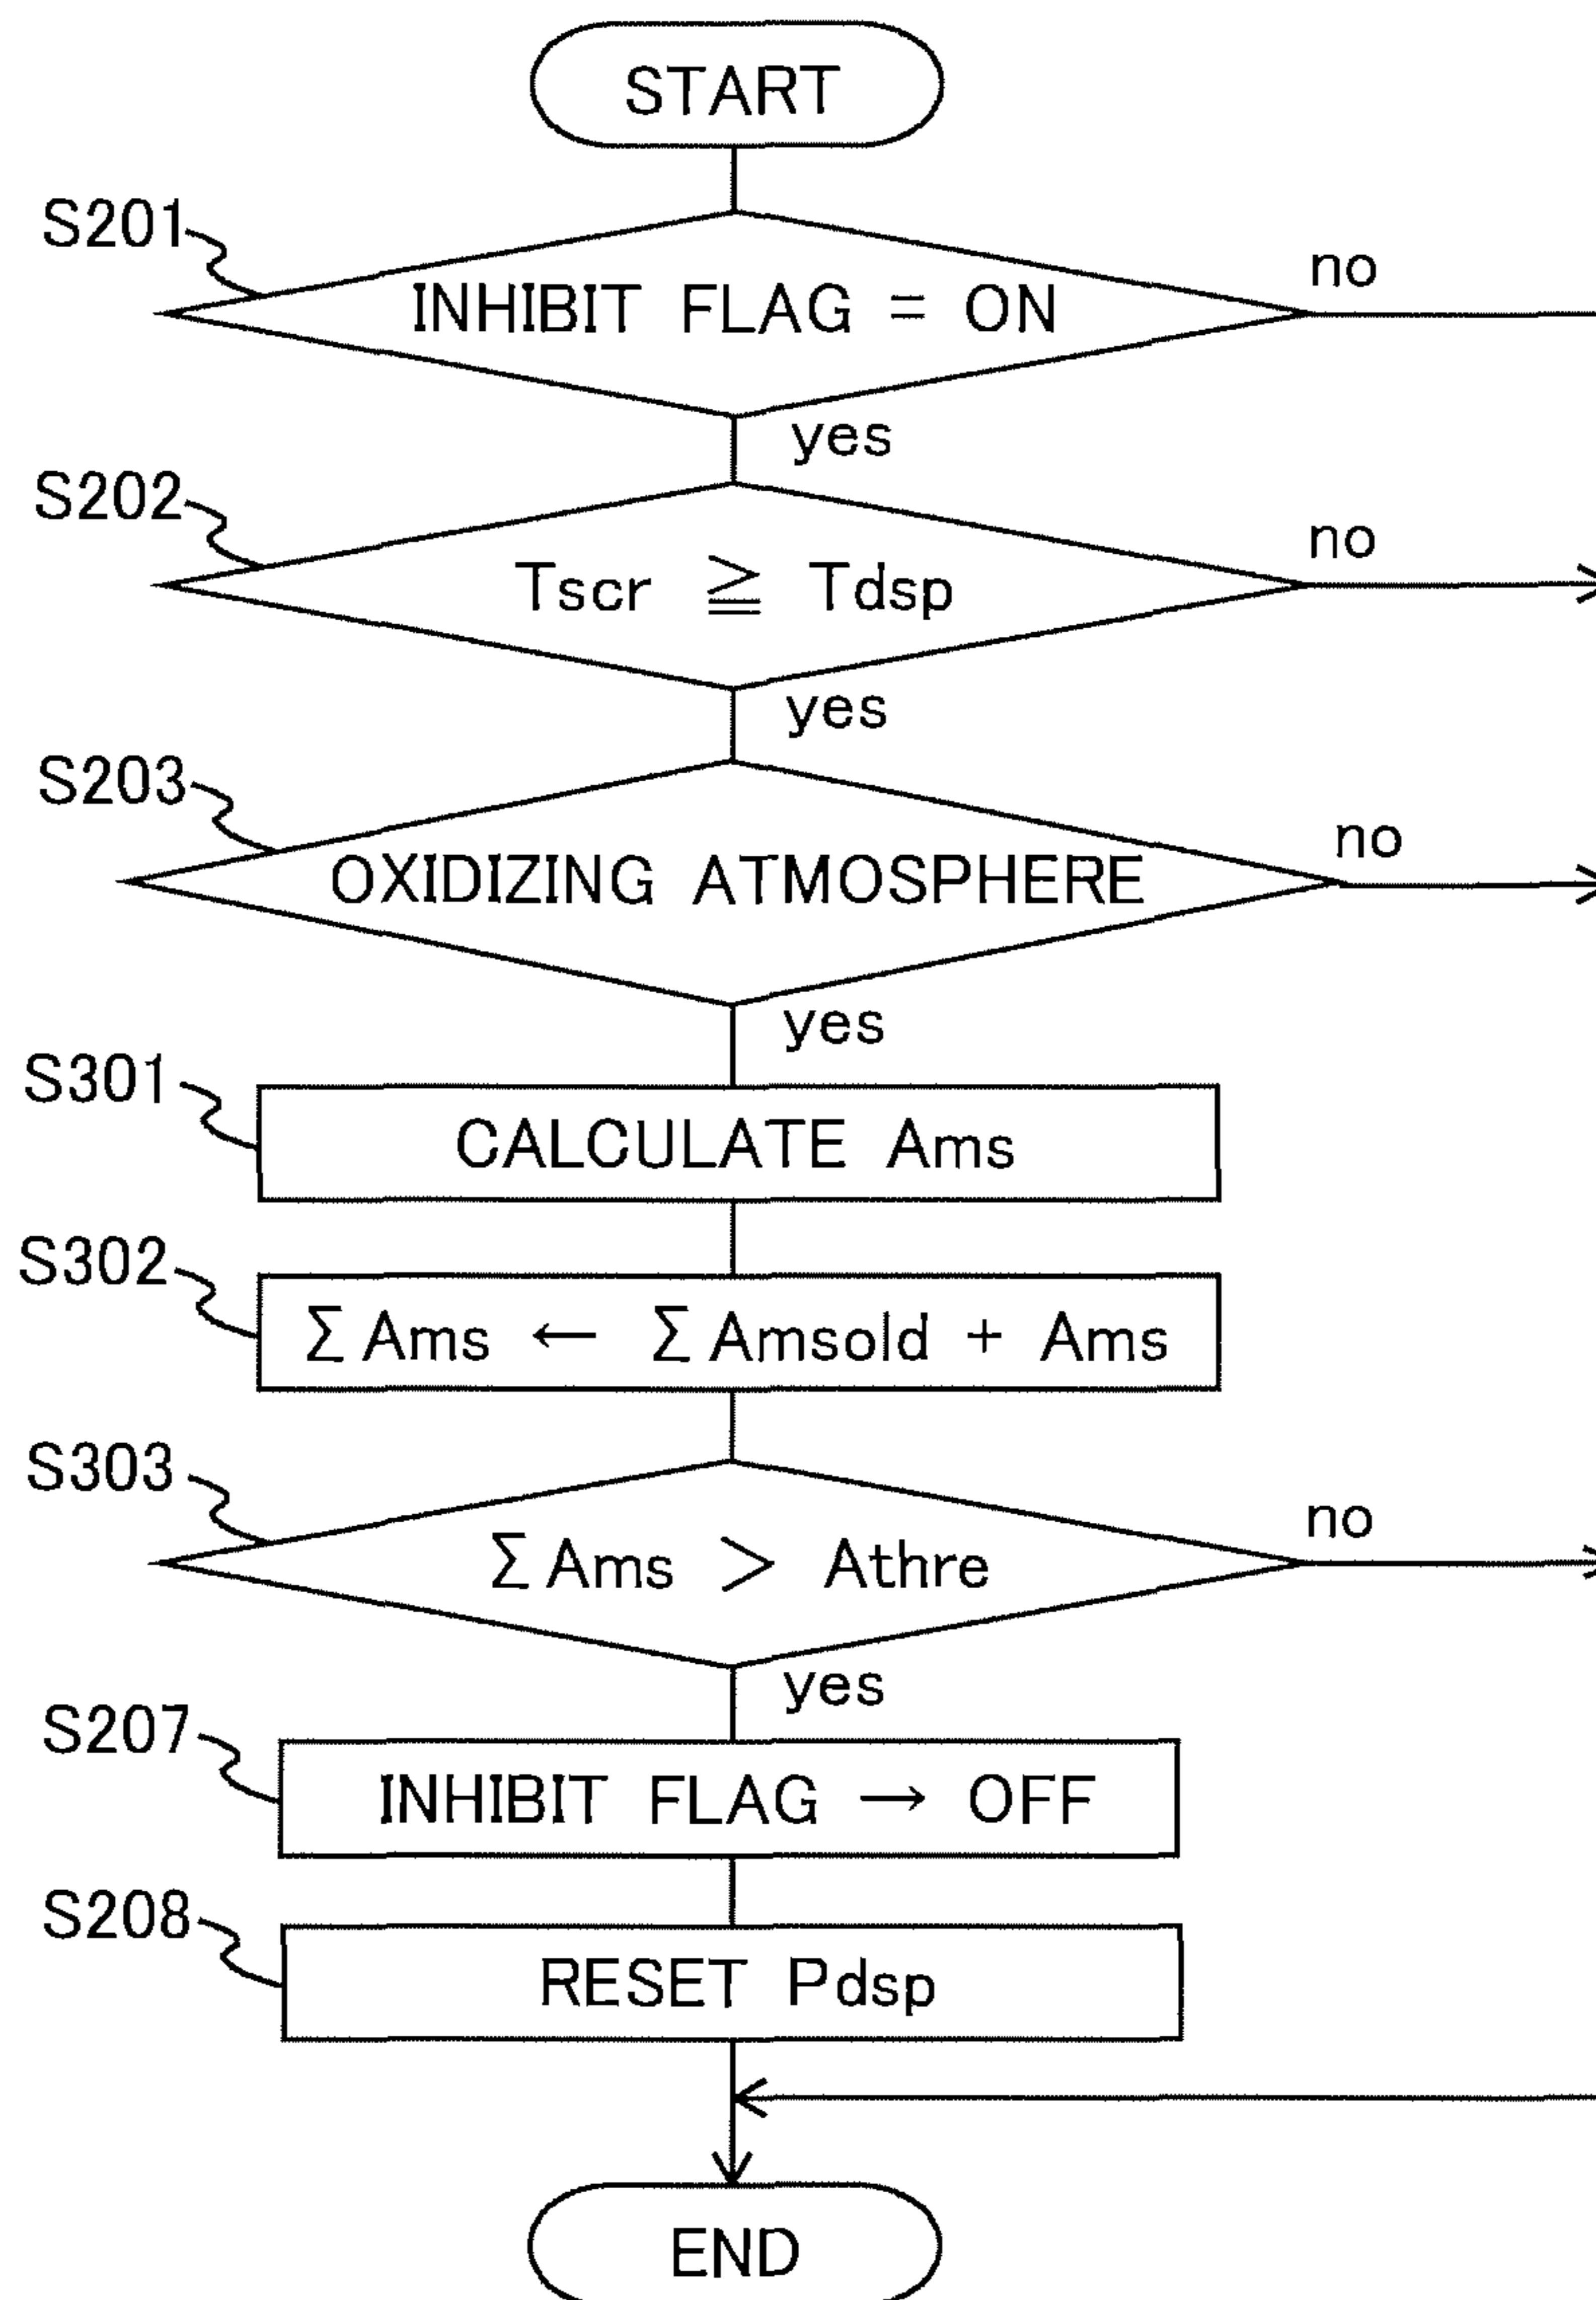 START
S201
INHIBIT FLAG = ON
no
yes
S202
Tscr ≧ Tdsp
no
yes
S203
OXIDIZING ATMOSPHERE
no
yes
S301
CALCULATE Ams
S302
ΣAms ← ΣAmsold + Ams
S303
ΣAms > Athre
no
yes
S207
INHIBIT FLAG → OFF
S208
RESET Pdsp
END